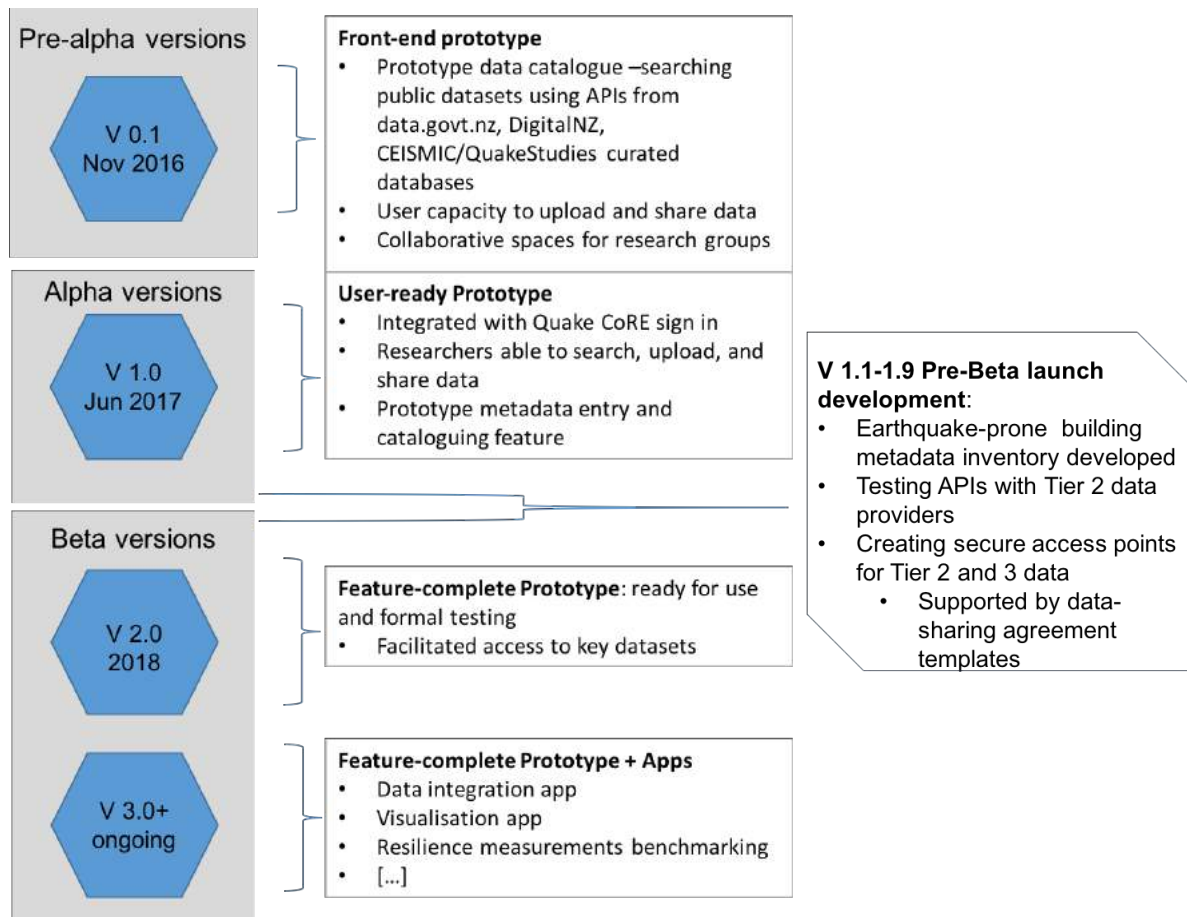 Pre-alpha versions
V 0.1
Nov 2016
Front-end prototype
• Prototype data catalogue –searching
public datasets using APIs from
data.govt.nz, DigitalNZ,
CEISMIC/QuakeStudies curated
databases
• User capacity to upload and share data
• Collaborative spaces for research groups
Alpha versions
V 1.0
Jun 2017
User-ready Prototype
• Integrated with Quake CoRE sign in
• Researchers able to search, upload, and
share data
• Prototype metadata entry and
cataloguing feature
V 1.1-1.9 Pre-Beta launch
development:
• Earthquake-prone building
metadata inventory developed
• Testing APIs with Tier 2 data
providers
• Creating secure access points
for Tier 2 and 3 data
• Supported by data-
sharing agreement
templates
Beta versions
V 2.0
2018
Feature-complete Prototype: ready for use
and formal testing
• Facilitated access to key datasets
V 3.0+
ongoing
Feature-complete Prototype + Apps
• Data integration app
• Visualisation app
• Resilience measurements benchmarking
• [...]